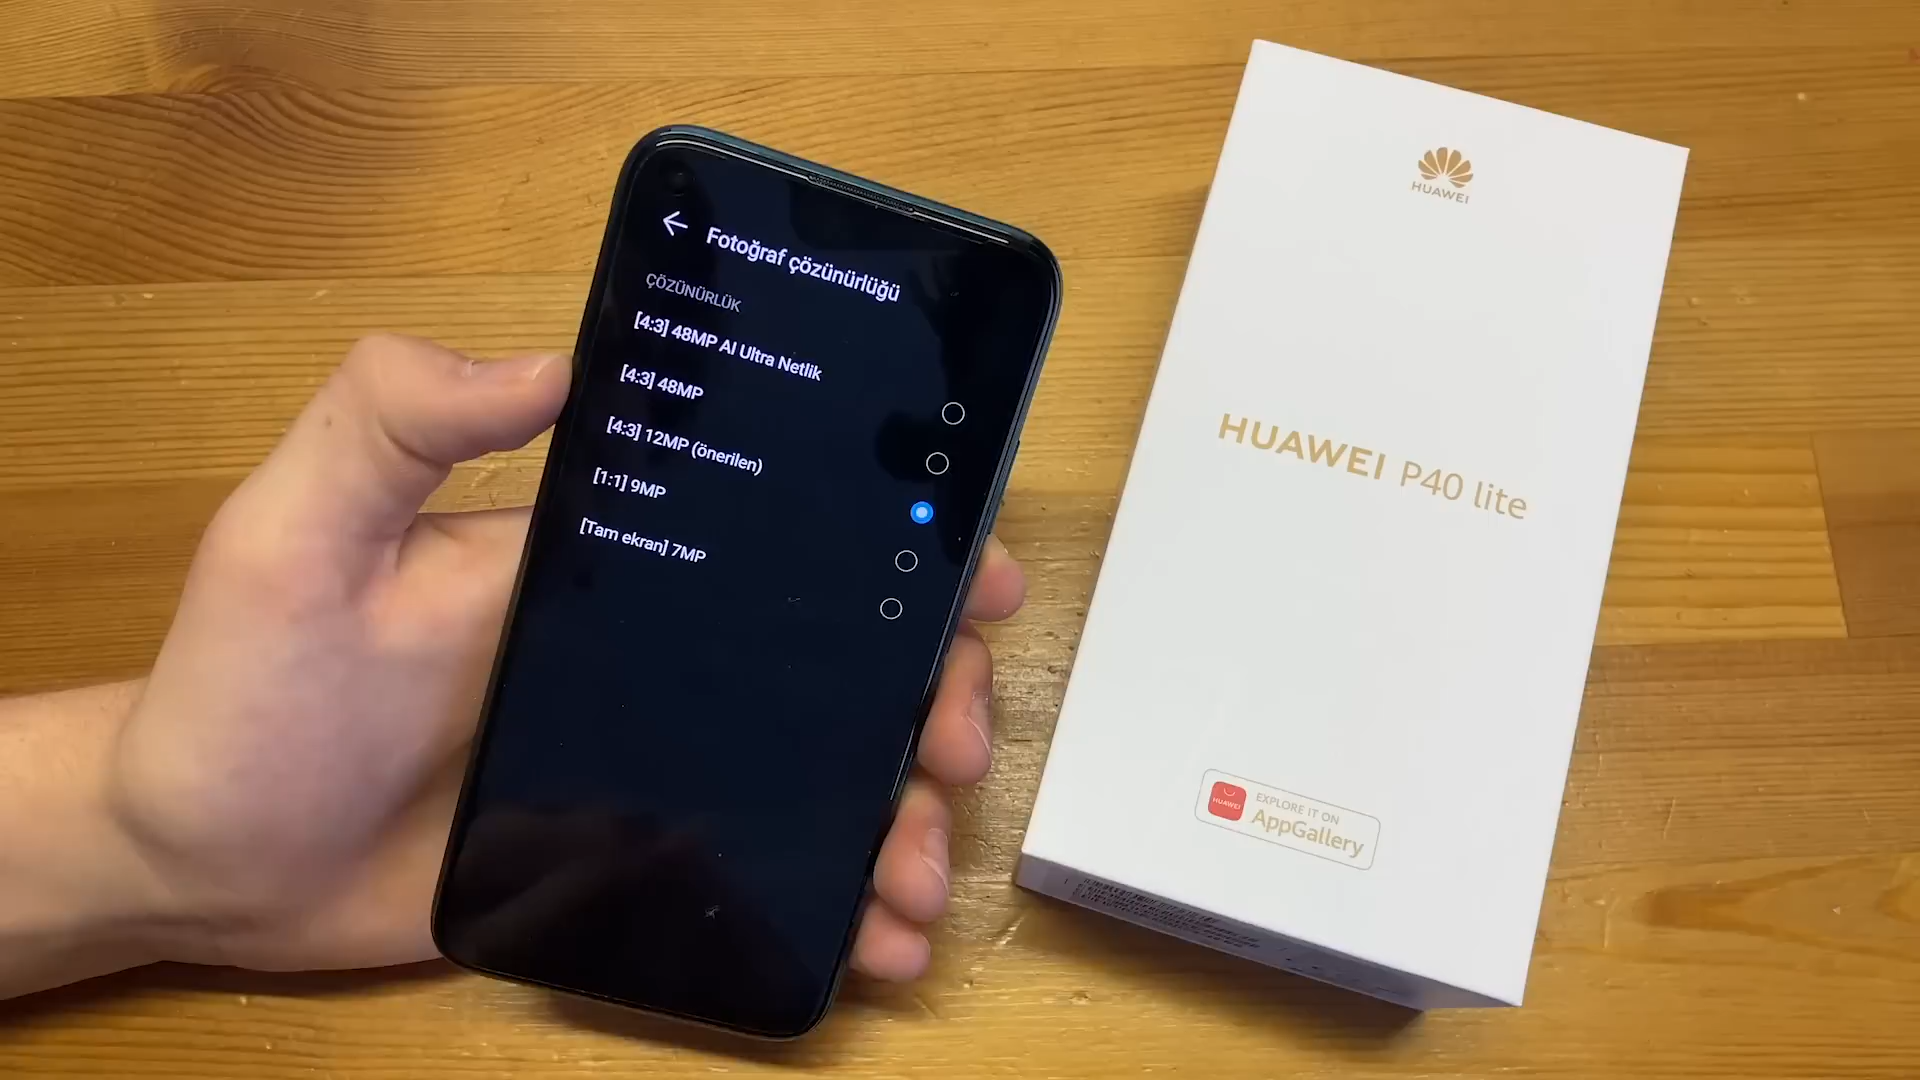 Fotoğraf çözünürlüğü
ÇÖZÜNÜRLÜK
[4:3] 48MP AI Ultra Netlik
[4:3] 48MP
[4:3] 12MP (önerilen)
[1:1] 9MP
[Tam ekran] 7MP
HUAWEI
HUAWEI P40 lite
HUAWEI
EXPLORE IT ON
AppGallery